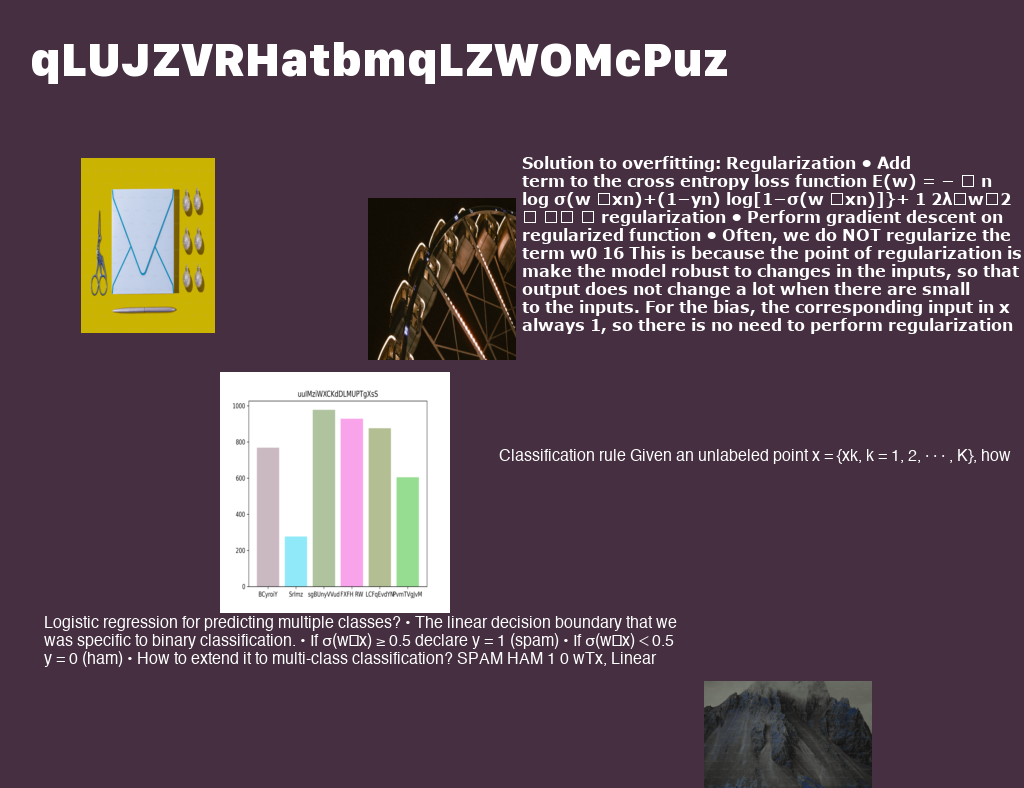 qLUJZVRHatbmqLZWOMcPuz
Solution to overfitting: Regularization • Add
term to the cross entropy loss function E(w) = − □ n
log σ(w □xn)+(1−yn) log[1−σ(w □xn)]}+ 1 2λ□w□2
□ □□ □ regularization • Perform gradient descent on
regularized function • Often, we do NOT regularize the
term w0 16 This is because the point of regularization is
make the model robust to changes in the inputs, so that
output does not change a lot when there are small
to the inputs. For the bias, the corresponding input in x
always 1, so there is no need to perform regularization
uuIMziWXCKdDLMUPTgXsS
1000
800
600
400
200
0
BCyroiY SrImz sgBUnyVVud FXFH RW LCFqEvdYN PvmTVgjvM
Classification rule Given an unlabeled point x = {xk, k = 1, 2, · · · , K}, how
Logistic regression for predicting multiple classes? • The linear decision boundary that we
was specific to binary classification. • If σ(w□x) ≥ 0.5 declare y = 1 (spam) • If σ(w□x) < 0.5
y = 0 (ham) • How to extend it to multi-class classification? SPAM HAM 1 0 wTx, Linear